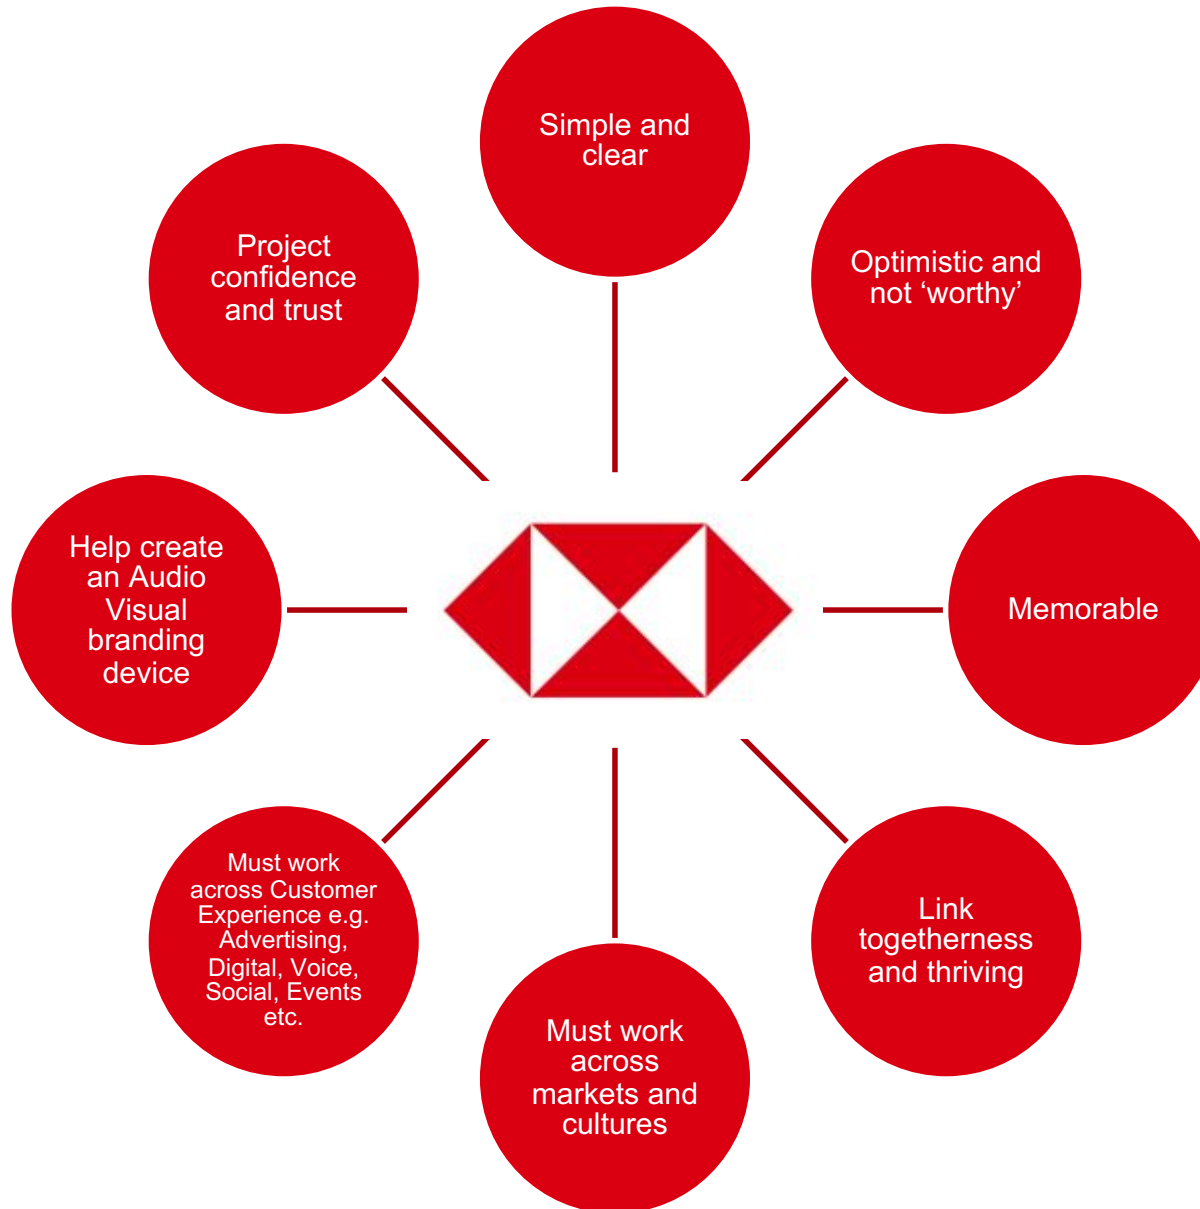 Simple and
clear
Optimistic and
not ‘worthy’
Memorable
Link
togetherness
and thriving
Must work
across
markets and
cultures
Must work
across Customer
Experience e.g.
Advertising,
Digital, Voice,
Social, Events
etc.
Help create
an Audio
Visual
branding
device
Project
confidence
and trust